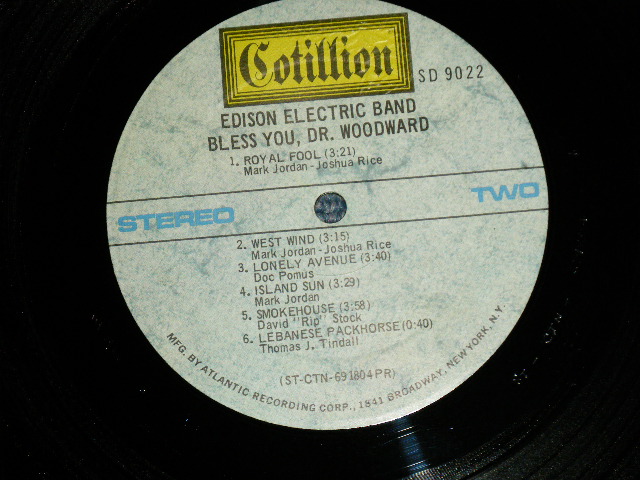 Cotillion
SD 9022
EDISON ELECTRIC BAND
BLESS YOU, DR. WOODWARD
1. ROYAL FOOL (3:21)
Mark Jordan - Joshua Rice
STEREO
TWO
2. WEST WIND (3:15)
Mark Jordan - Joshua Rice
3. LONELY AVENUE (3:40)
Doc Pomus
4. ISLAND SUN (3:29)
Mark Jordan
5. SMOKEHOUSE (3:58)
David "Rip" Stock
6. LEBANESE PACKHORSE (0:40)
Thomas J. Tindall
(ST-CTN-691804PR)
MFG. BY ATLANTIC RECORDING CORP., 1841 BROADWAY, NEW YORK, N.Y.